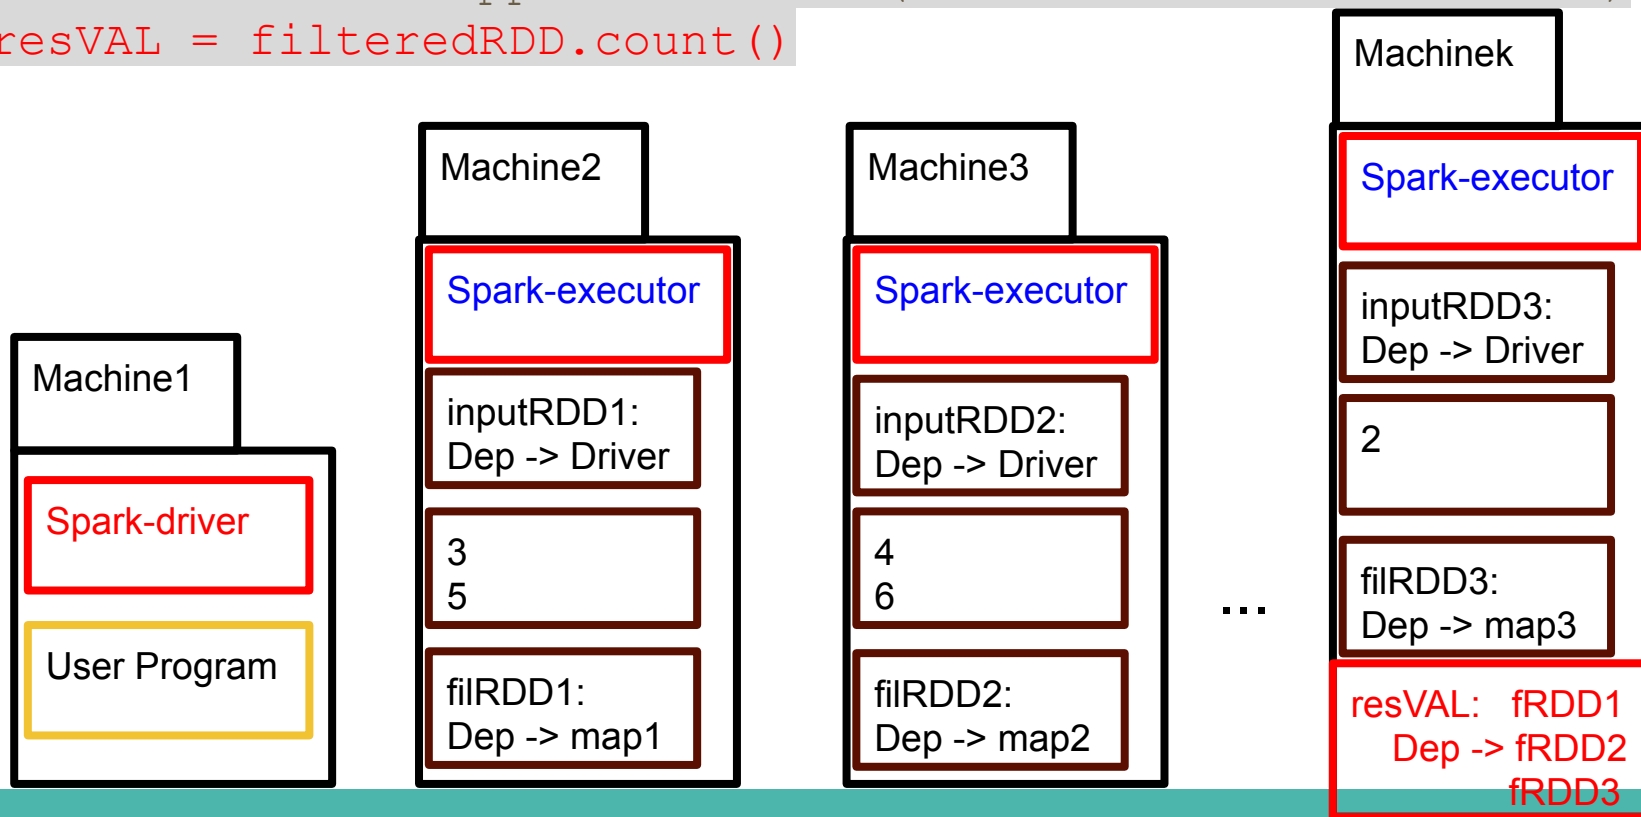 resVAL = filteredRDD.count()
Machine1
Spark-driver
User Program
Machine2
Spark-executor
inputRDD1:
Dep -> Driver
3
5
filRDD1:
Dep -> map1
Machine3
Spark-executor
inputRDD2:
Dep -> Driver
4
6
filRDD2:
Dep -> map2
...
Machinek
Spark-executor
inputRDD3:
Dep -> Driver
2
filRDD3:
Dep -> map3
resVAL: fRDD1
Dep -> fRDD2
fRDD3